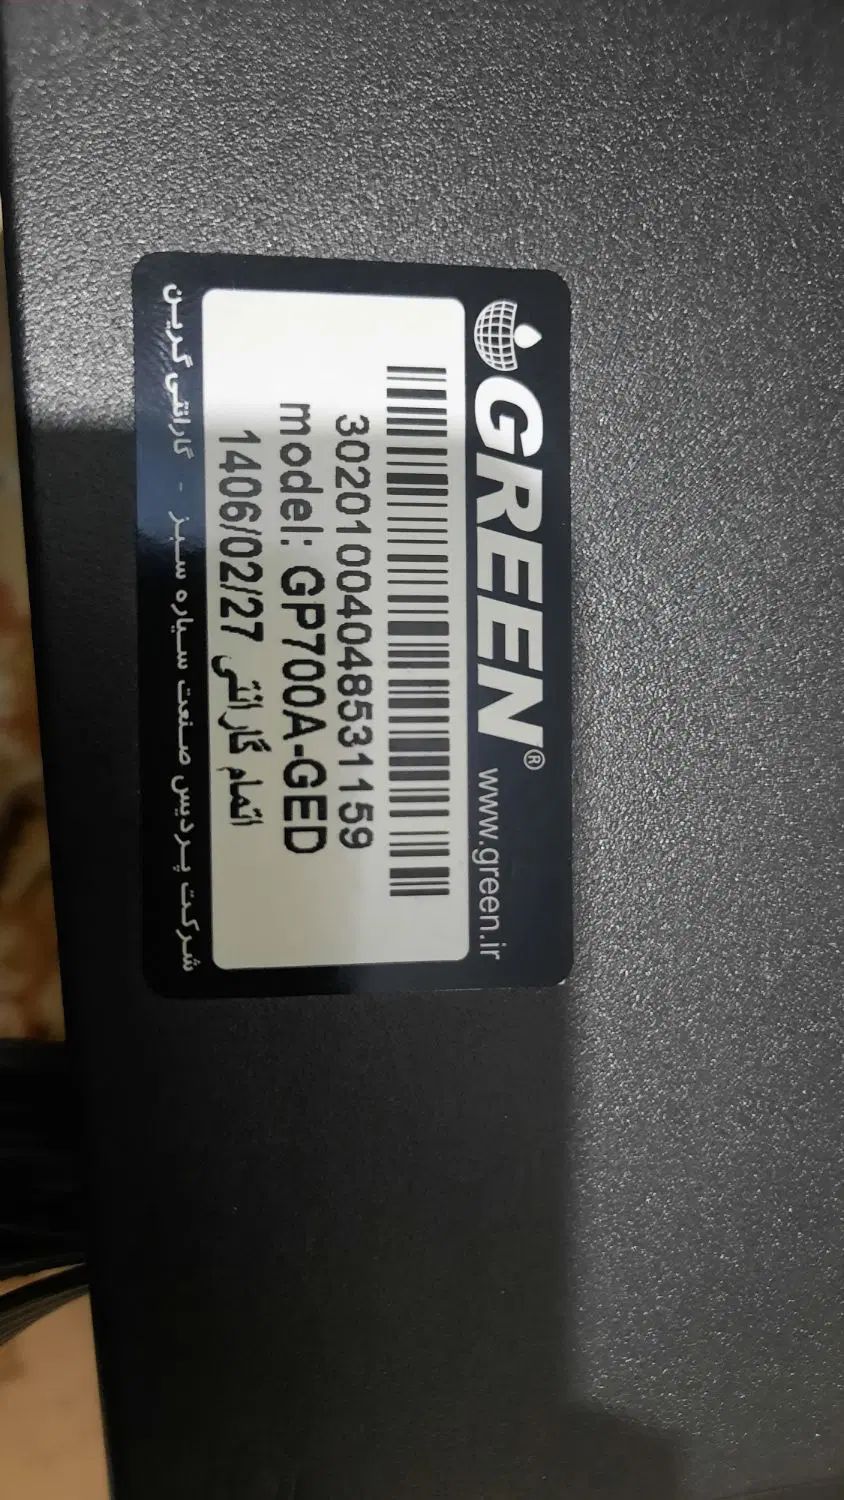 GREEN® www.green.ir
30201004048531159
model: GP700A-GED
اتمام گارانتی 1406/02/27
شرکت پردیس صنعت سیاره سبز - گارانتی گرین